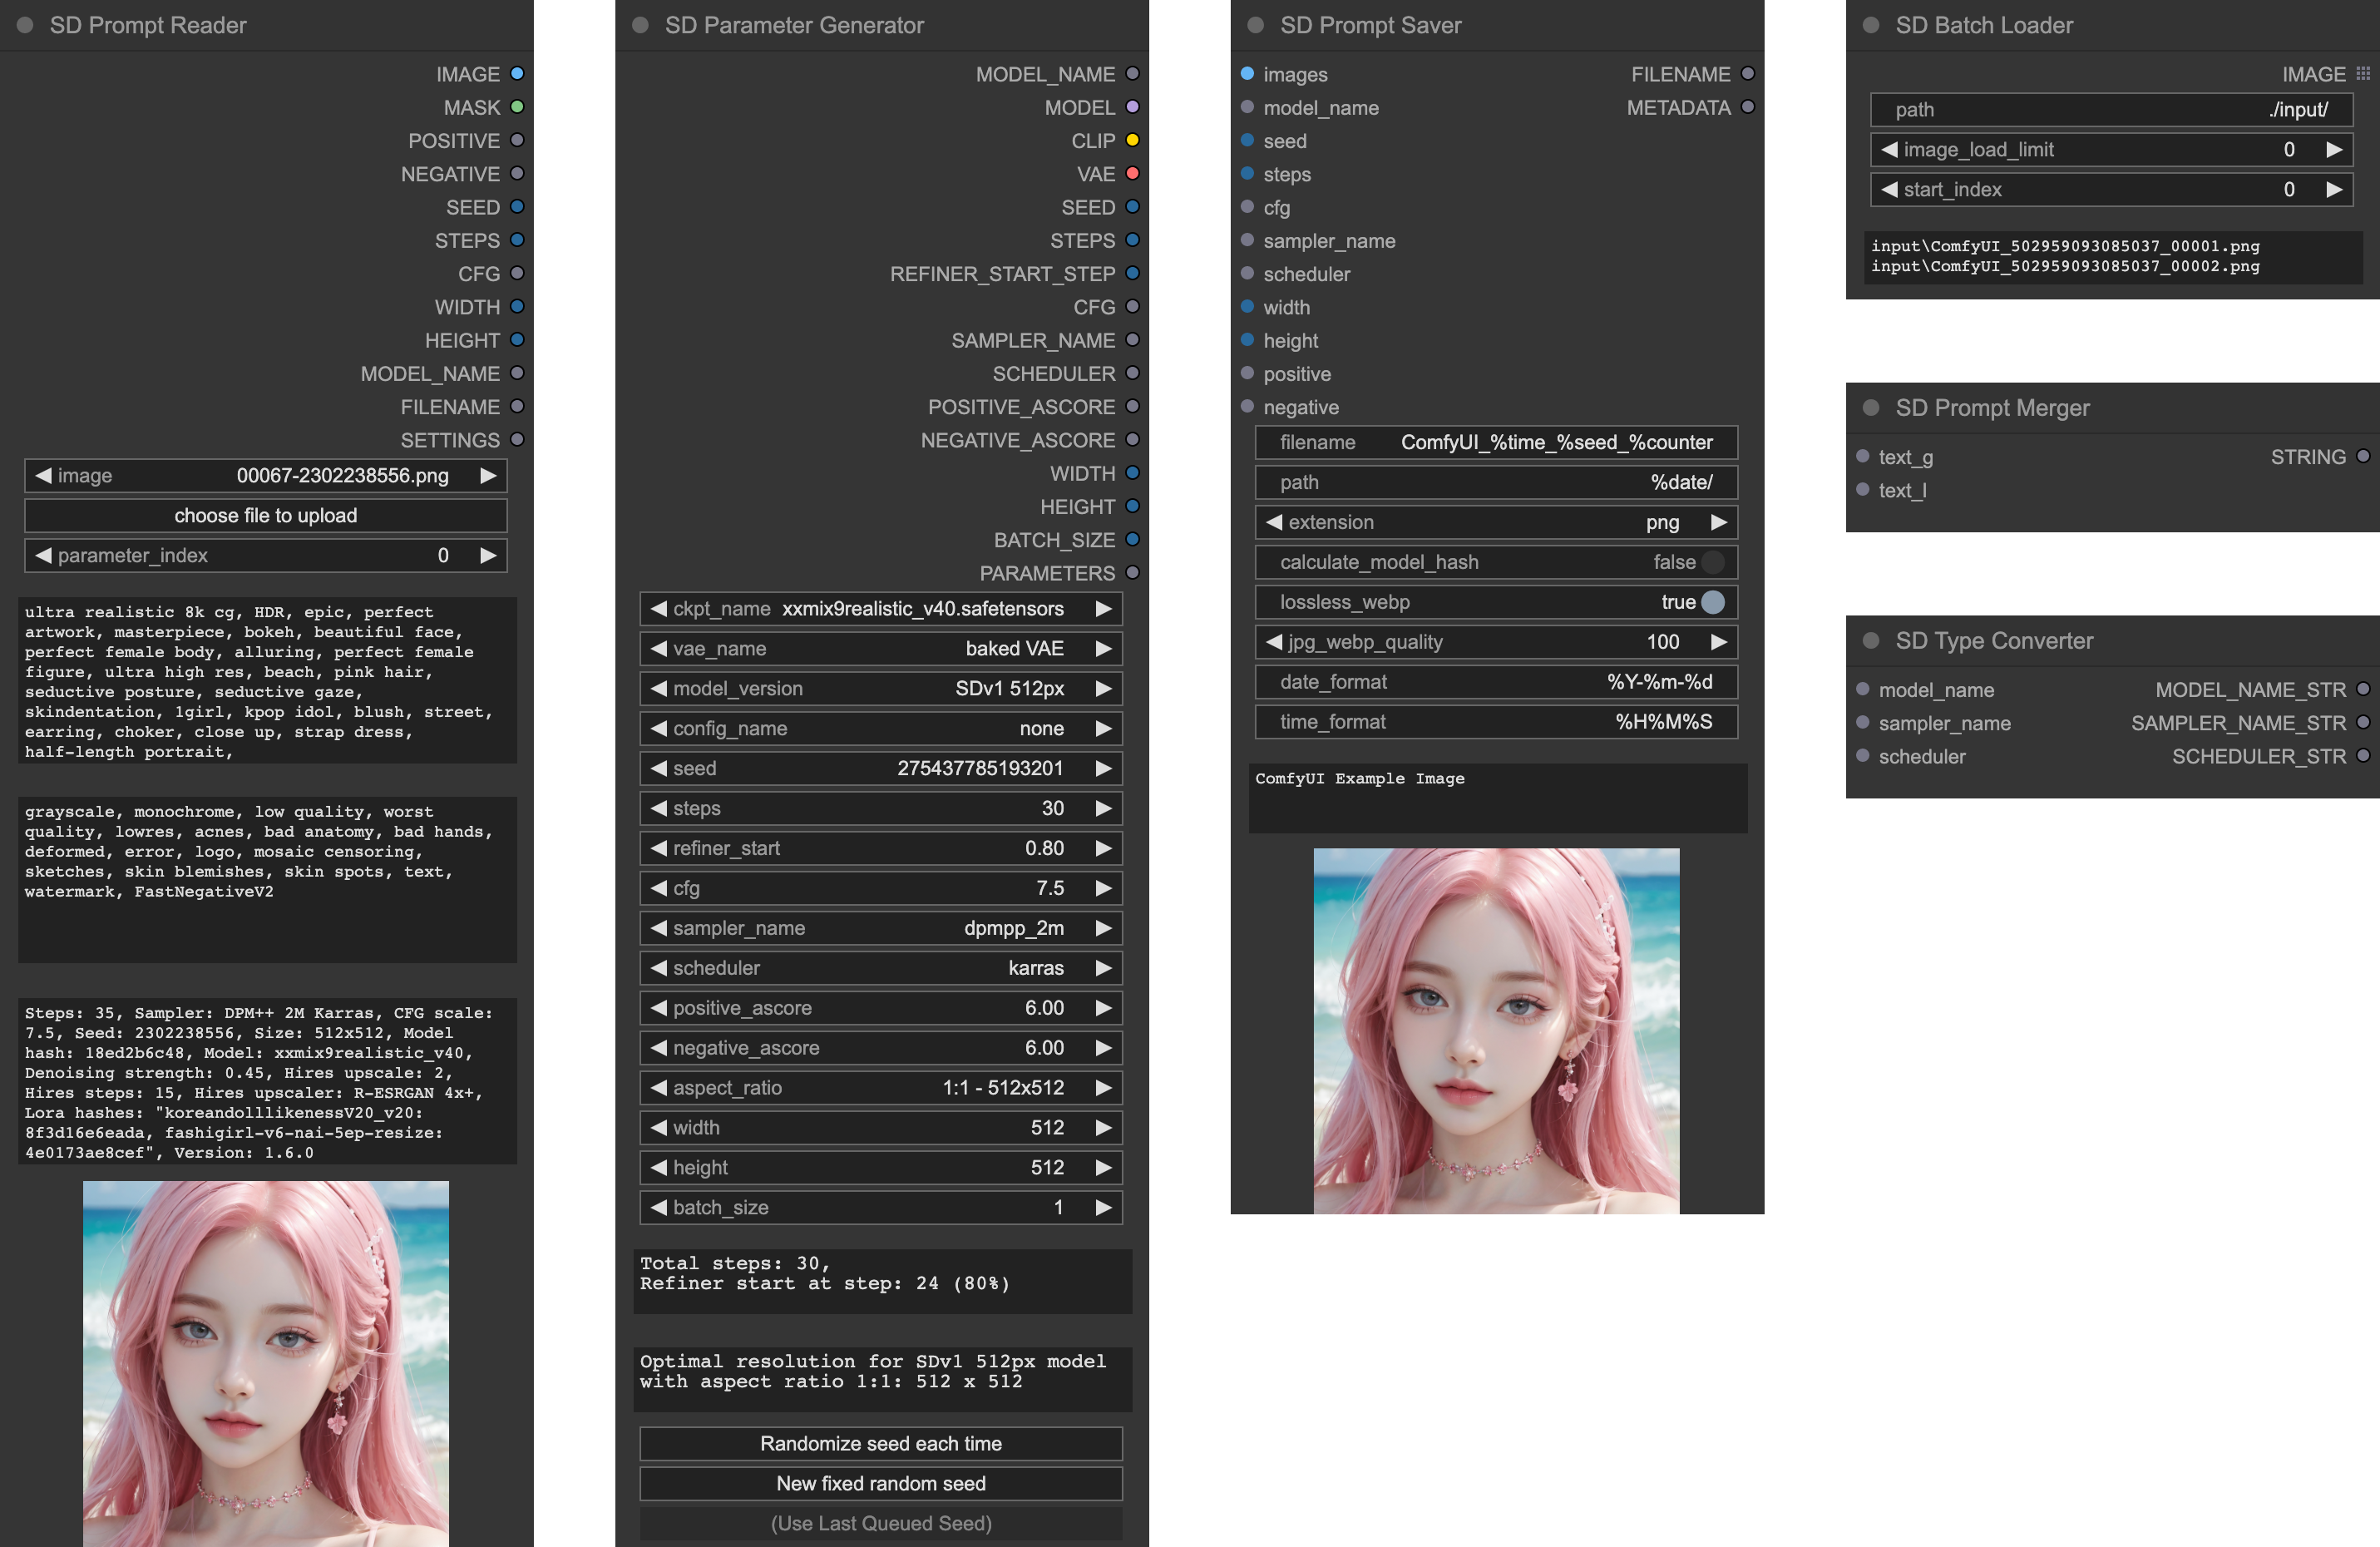 SD Prompt Reader
IMAGE
MASK
POSITIVE
NEGATIVE
SEED
STEPS
CFG
WIDTH
HEIGHT
MODEL_NAME
FILENAME
SETTINGS
image 00067-2302238556.png
choose file to upload
parameter_index 0
ultra realistic 8k cg, HDR, epic, perfect
artwork, masterpiece, bokeh, beautiful face,
perfect female body, alluring, perfect female
figure, ultra high res, beach, pink hair,
seductive posture, seductive gaze,
skindentation, 1girl, kpop idol, blush, street,
earring, choker, close up, strap dress,
half-length portrait,
grayscale, monochrome, low quality, worst
quality, lowres, acnes, bad anatomy, bad hands,
deformed, error, logo, mosaic censoring,
sketches, skin blemishes, skin spots, text,
watermark, FastNegativeV2
Steps: 35, Sampler: DPM++ 2M Karras, CFG scale:
7.5, Seed: 2302238556, Size: 512x512, Model
hash: 18ed2b6c48, Model: xxmix9realistic_v40,
Denoising strength: 0.45, Hires upscale: 2,
Hires steps: 15, Hires upscaler: R-ESRGAN 4x+,
Lora hashes: "koreandolllikenessV20_v20:
8f3d16e6eada, fashigirl-v6-nai-5ep-resize:
4e0173ae8cef", Version: 1.6.0
SD Parameter Generator
MODEL_NAME
MODEL
CLIP
VAE
SEED
STEPS
REFINER_START_STEP
CFG
SAMPLER_NAME
SCHEDULER
POSITIVE_ASCORE
NEGATIVE_ASCORE
WIDTH
HEIGHT
BATCH_SIZE
PARAMETERS
ckpt_name xxmix9realistic_v40.safetensors
vae_name baked VAE
model_version SDv1 512px
config_name none
seed 275437785193201
steps 30
refiner_start 0.80
cfg 7.5
sampler_name dpmpp_2m
scheduler karras
positive_ascore 6.00
negative_ascore 6.00
aspect_ratio 1:1 - 512x512
width 512
height 512
batch_size 1
Total steps: 30,
Refiner start at step: 24 (80%)
Optimal resolution for SDv1 512px model
with aspect ratio 1:1: 512 x 512
Randomize seed each time
New fixed random seed
(Use Last Queued Seed)
SD Prompt Saver
images FILENAME
model_name METADATA
seed
steps
cfg
sampler_name
scheduler
width
height
positive
negative
filename ComfyUI_%time_%seed_%counter
path %date/
extension png
calculate_model_hash false
lossless_webp true
jpg_webp_quality 100
date_format %Y-%m-%d
time_format %H%M%S
ComfyUI Example Image
SD Batch Loader
IMAGE
path ./input/
image_load_limit 0
start_index 0
input\ComfyUI_502959093085037_00001.png
input\ComfyUI_502959093085037_00002.png
SD Prompt Merger
text_g STRING
text_l
SD Type Converter
model_name MODEL_NAME_STR
sampler_name SAMPLER_NAME_STR
scheduler SCHEDULER_STR